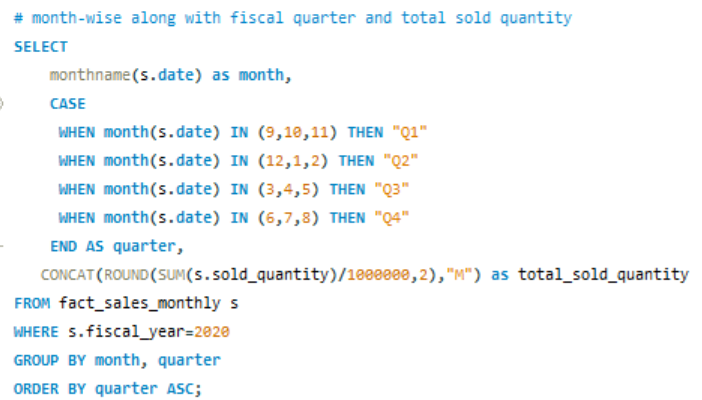 # month-wise along with fiscal quarter and total sold quantity
SELECT
monthname(s.date) as month,
CASE
WHEN month(s.date) IN (9,10,11) THEN "Q1"
WHEN month(s.date) IN (12,1,2) THEN "Q2"
WHEN month(s.date) IN (3,4,5) THEN "Q3"
WHEN month(s.date) IN (6,7,8) THEN "Q4"
END AS quarter,
CONCAT(ROUND(SUM(s.sold_quantity)/1000000,2),"M") as total_sold_quantity
FROM fact_sales_monthly s
WHERE s.fiscal_year=2020
GROUP BY month, quarter
ORDER BY quarter ASC;